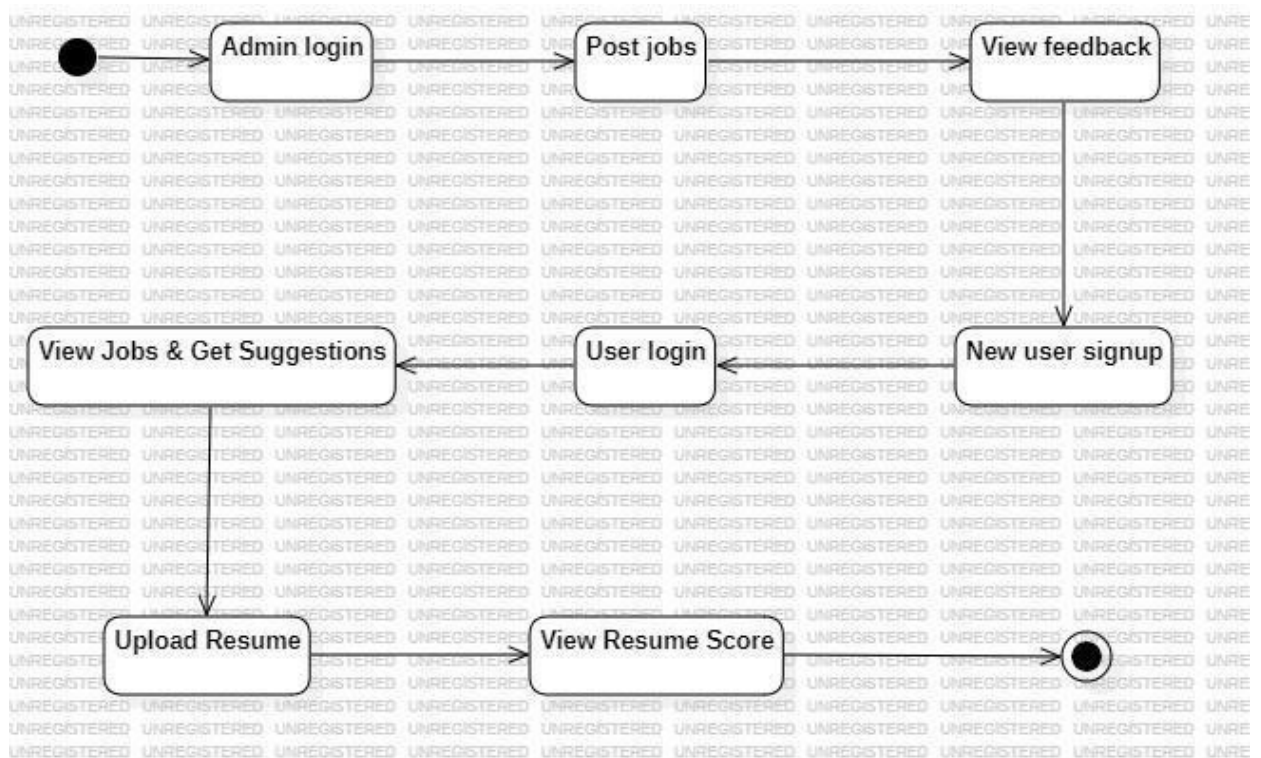 Admin login
Post jobs
View feedback
View Jobs & Get Suggestions
User login
New user signup
Upload Resume
View Resume Score
UNREGISTERED